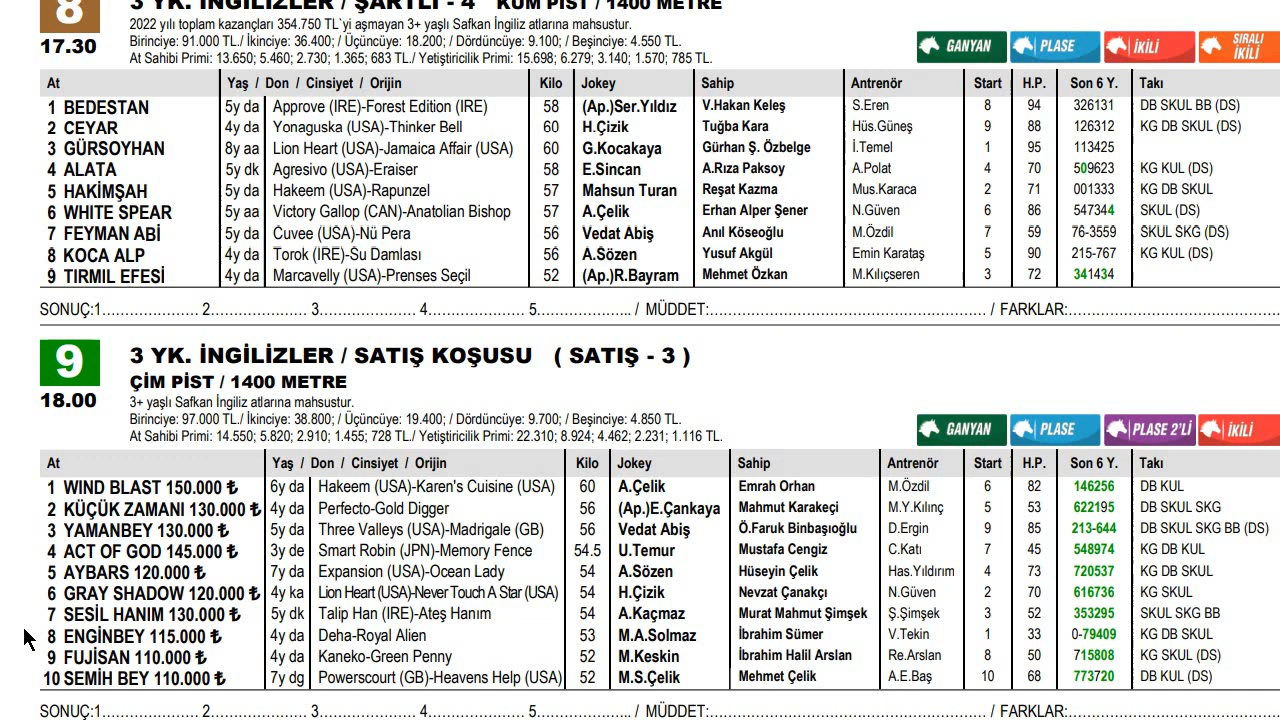 8 3 YK. İNGİLİZLER / ŞARTLI - 4 KUM PİST / 1400 METRE
2022 yılı toplam kazançları 354.750 TL'yi aşmayan 3+ yaşlı Safkan İngiliz atlarına mahsustur.
17.30 Birinciye: 91.000 TL./ İkinciye: 36.400; / Üçüncüye: 18.200; / Dördüncüye: 9.100; / Beşinciye: 4.550 TL.
At Sahibi Primi: 13.650; 5.460; 2.730; 1.365; 683 TL./ Yetiştiricilik Primi: 15.698; 6.279; 3.140; 1.570; 785 TL.
GANYAN PLASE İKİLİ SIRALI İKİLİ
At Yaş / Don / Cinsiyet / Orijin Kilo Jokey Sahip Antrenör Start H.P. Son 6 Y. Takı
1 BEDESTAN 5y da Approve (IRE)-Forest Edition (IRE) 58 (Ap.)Ser.Yıldız V.Hakan Keleş S.Eren 8 94 326131 DB SKUL BB (DS)
2 CEYAR 4y da Yonaguska (USA)-Thinker Bell 60 H.Çizik Tuğba Kara Hüs.Güneş 9 88 126312 KG DB SKUL (DS)
3 GÜRSOYHAN 8y aa Lion Heart (USA)-Jamaica Affair (USA) 60 G.Kocakaya Gürhan Ş. Özbelge İ.Temel 1 95 113425
4 ALATA 5y dk Agresivo (USA)-Eraiser 58 E.Sincan A.Rıza Paksoy A.Polat 4 70 509623 KG KUL (DS)
5 HAKİMŞAH 5y da Hakeem (USA)-Rapunzel 57 Mahsun Turan Reşat Kazma Mus.Karaca 2 71 001333 KG DB SKUL
6 WHITE SPEAR 5y aa Victory Gallop (CAN)-Anatolian Bishop 57 A.Çelik Erhan Alper Şener N.Güven 6 86 547344 SKUL (DS)
7 FEYMAN ABİ 5y da Cuvee (USA)-Nü Pera 56 Vedat Abiş Anıl Köseoğlu M.Özdil 7 59 76-3559 SKUL SKG (DS)
8 KOCA ALP 4y da Torok (IRE)-Su Damlası 56 A.Sözen Yusuf Akgül Emin Karataş 5 90 215-767 KG KUL (DS)
9 TIRMIL EFESİ 4y da Marcavelly (USA)-Prenses Seçil 52 (Ap.)R.Bayram Mehmet Özkan M.Kılıçseren 3 72 341434
SONUÇ:1........................ 2........................ 3........................ 4........................ 5........................ / MÜDDET:........................ / FARKLAR:........................
9 3 YK. İNGİLİZLER / SATIŞ KOŞUSU ( SATIŞ - 3 )
ÇİM PİST / 1400 METRE
18.00 3+ yaşlı Safkan İngiliz atlarına mahsustur.
Birinciye: 97.000 TL./ İkinciye: 38.800; / Üçüncüye: 19.400; / Dördüncüye: 9.700; / Beşinciye: 4.850 TL.
At Sahibi Primi: 14.550; 5.820; 2.910; 1.455; 728 TL./ Yetiştiricilik Primi: 22.310; 8.924; 4.462; 2.231; 1.116 TL.
GANYAN PLASE PLASE 2'Lİ İKİLİ
At Yaş / Don / Cinsiyet / Orijin Kilo Jokey Sahip Antrenör Start H.P. Son 6 Y. Takı
1 WIND BLAST 150.000 ₺ 6y da Hakeem (USA)-Karen's Cuisine (USA) 60 A.Çelik Emrah Orhan M.Özdil 6 82 146256 DB KUL
2 KÜÇÜK ZAMANI 130.000 ₺ 4y da Perfecto-Gold Digger 56 (Ap.)E.Çankaya Mahmut Karakeçi M.Y.Kılınç 5 53 622195 DB SKUL SKG
3 YAMANBEY 130.000 ₺ 5y da Three Valleys (USA)-Madrigale (GB) 56 Vedat Abiş Ö.Faruk Binbaşıoğlu D.Ergin 9 85 213-644 DB SKUL SKG BB (DS)
4 ACT OF GOD 145.000 ₺ 3y de Smart Robin (JPN)-Memory Fence 54.5 U.Temur Mustafa Cengiz C.Katı 7 45 548974 KG DB KUL
5 AYBARS 120.000 ₺ 7y da Expansion (USA)-Ocean Lady 54 A.Sözen Hüseyin Çelik Has.Yıldırım 4 73 720537 KG DB SKUL
6 GRAY SHADOW 120.000 ₺ 4y ka Lion Heart (USA)-Never Touch A Star (USA) 54 H.Çizik Nevzat Çanakçı N.Güven 2 70 616736 KG SKUL
7 SESİL HANIM 130.000 ₺ 5y dk Talip Han (IRE)-Ateş Hanım 54 A.Kaçmaz Murat Mahmut Şimşek Ş.Şimşek 3 52 353295 SKUL SKG BB
8 ENGİNBEY 115.000 ₺ 4y da Deha-Royal Alien 53 M.A.Solmaz İbrahim Sümer V.Tekin 1 33 0-79409 KG DB SKUL
9 FUJİSAN 110.000 ₺ 4y da Kaneko-Green Penny 52 M.Keskin İbrahim Halil Arslan Re.Arslan 8 50 715808 KG SKUL (DS)
10 SEMİH BEY 110.000 ₺ 7y dg Powerscourt (GB)-Heavens Help (USA) 52 M.S.Çelik Mehmet Çelik A.E.Baş 10 68 773720 DB KUL (DS)
SONUÇ:1........................ 2........................ 3........................ 4........................ 5........................ / MÜDDET:........................ / FARKLAR:........................